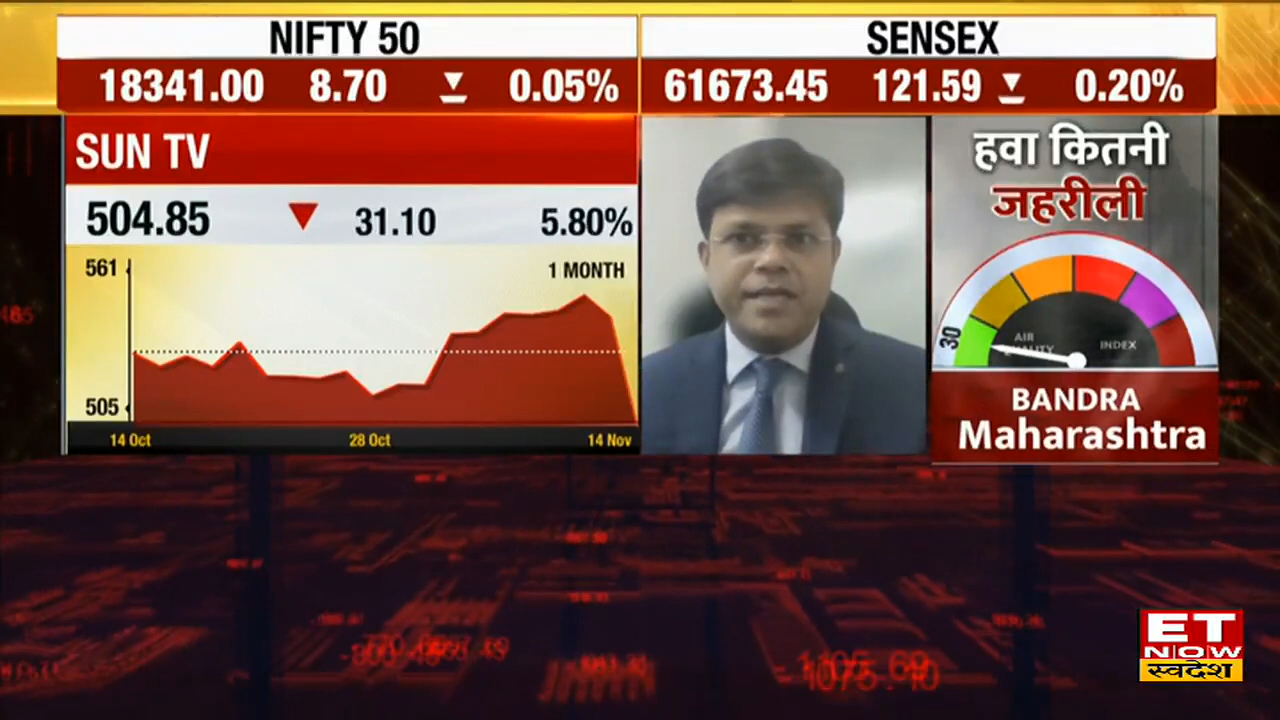 NIFTY 50
18341.00 8.70 0.05%
SENSEX
61673.45 121.59 0.20%
SUN TV
504.85 31.10 5.80%
561
1 MONTH
505
14 Oct 28 Oct 14 Nov
हवा कितनी
जहरीली
30
AIR
QUALITY
INDEX
BANDRA
Maharashtra
ET
NOW
स्वदेश